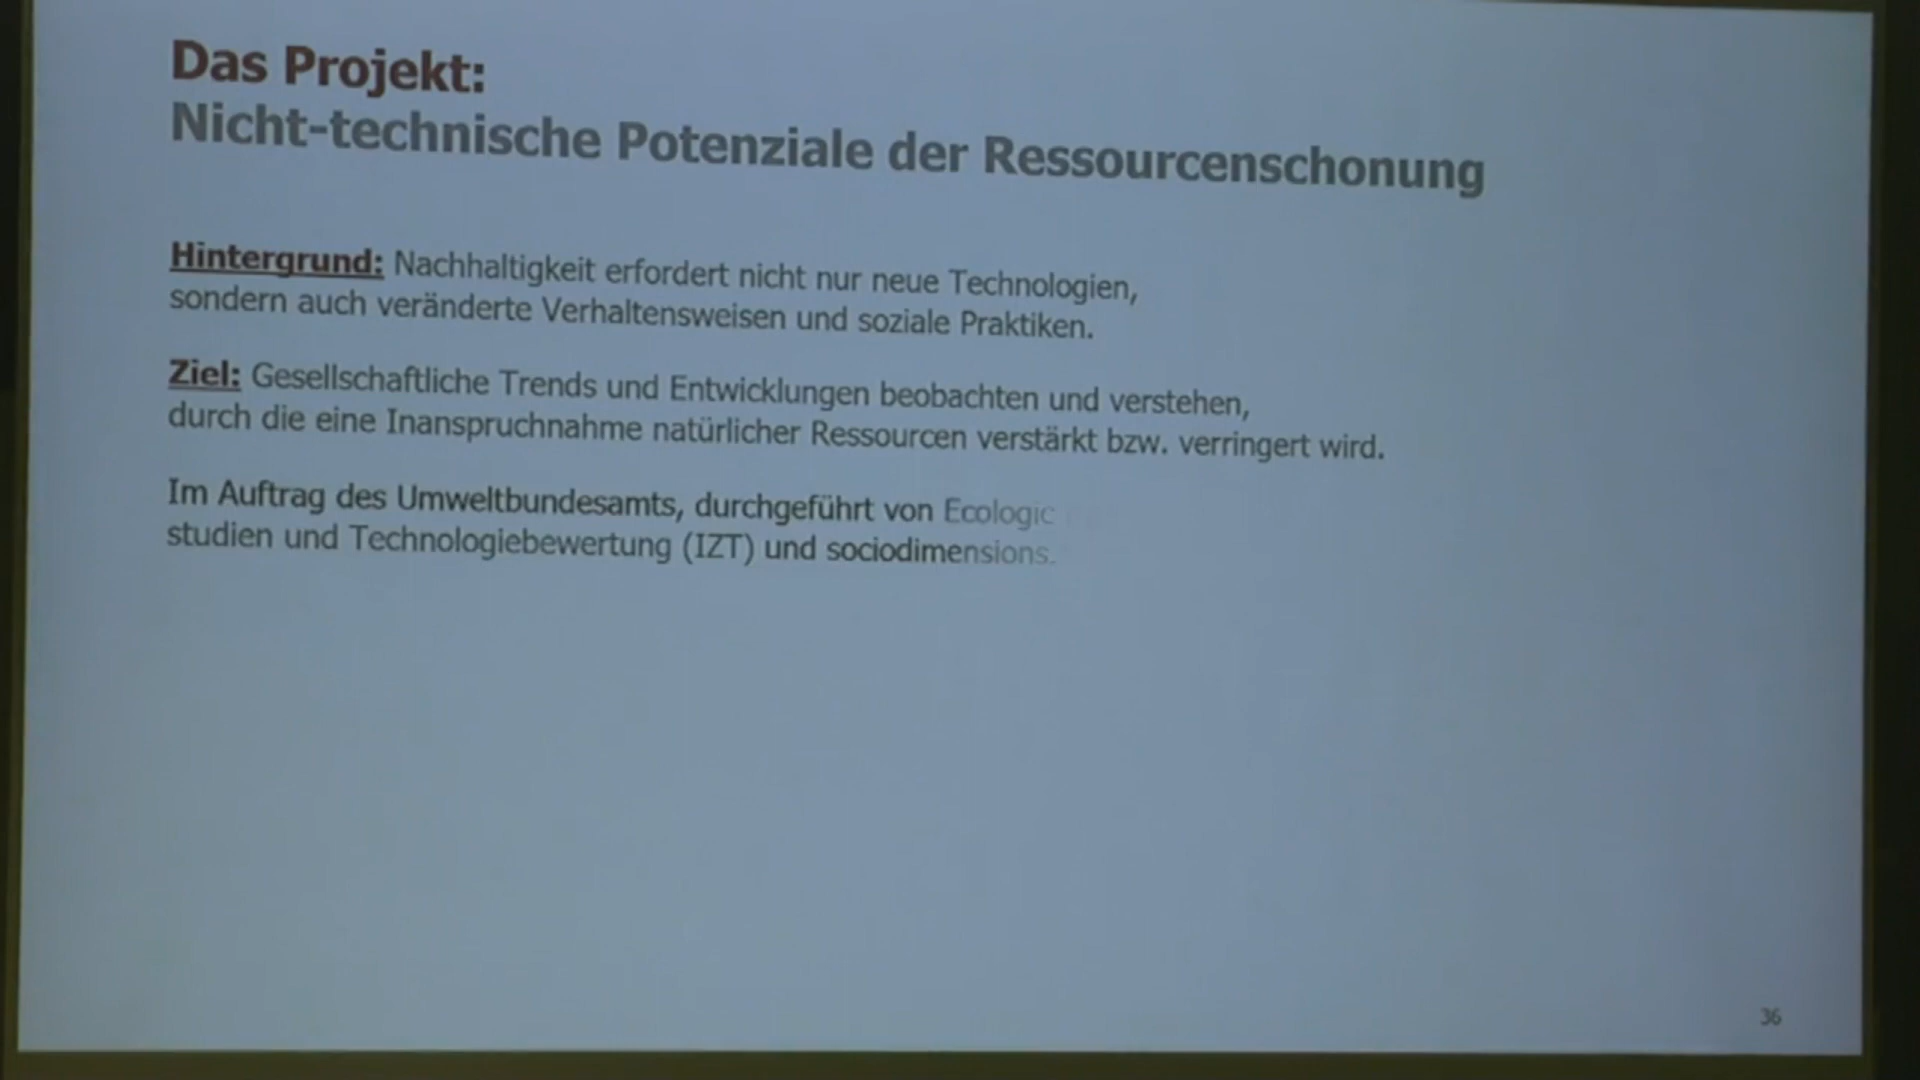 Das Projekt:
Nicht-technische Potenziale der Ressourcenschonung
Hintergrund: Nachhaltigkeit erfordert nicht nur neue Technologien,
sondern auch veränderte Verhaltensweisen und soziale Praktiken.
Ziel: Gesellschaftliche Trends und Entwicklungen beobachten und verstehen,
durch die eine Inanspruchnahme natürlicher Ressourcen verstärkt bzw. verringert wird.
Im Auftrag des Umweltbundesamts, durchgeführt von Ecologic
studien und Technologiebewertung (IZT) und sociodimensions.
36